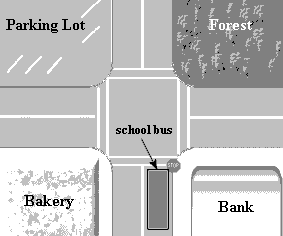 Parking Lot
Forest
school bus
STOP
Bakery
Bank